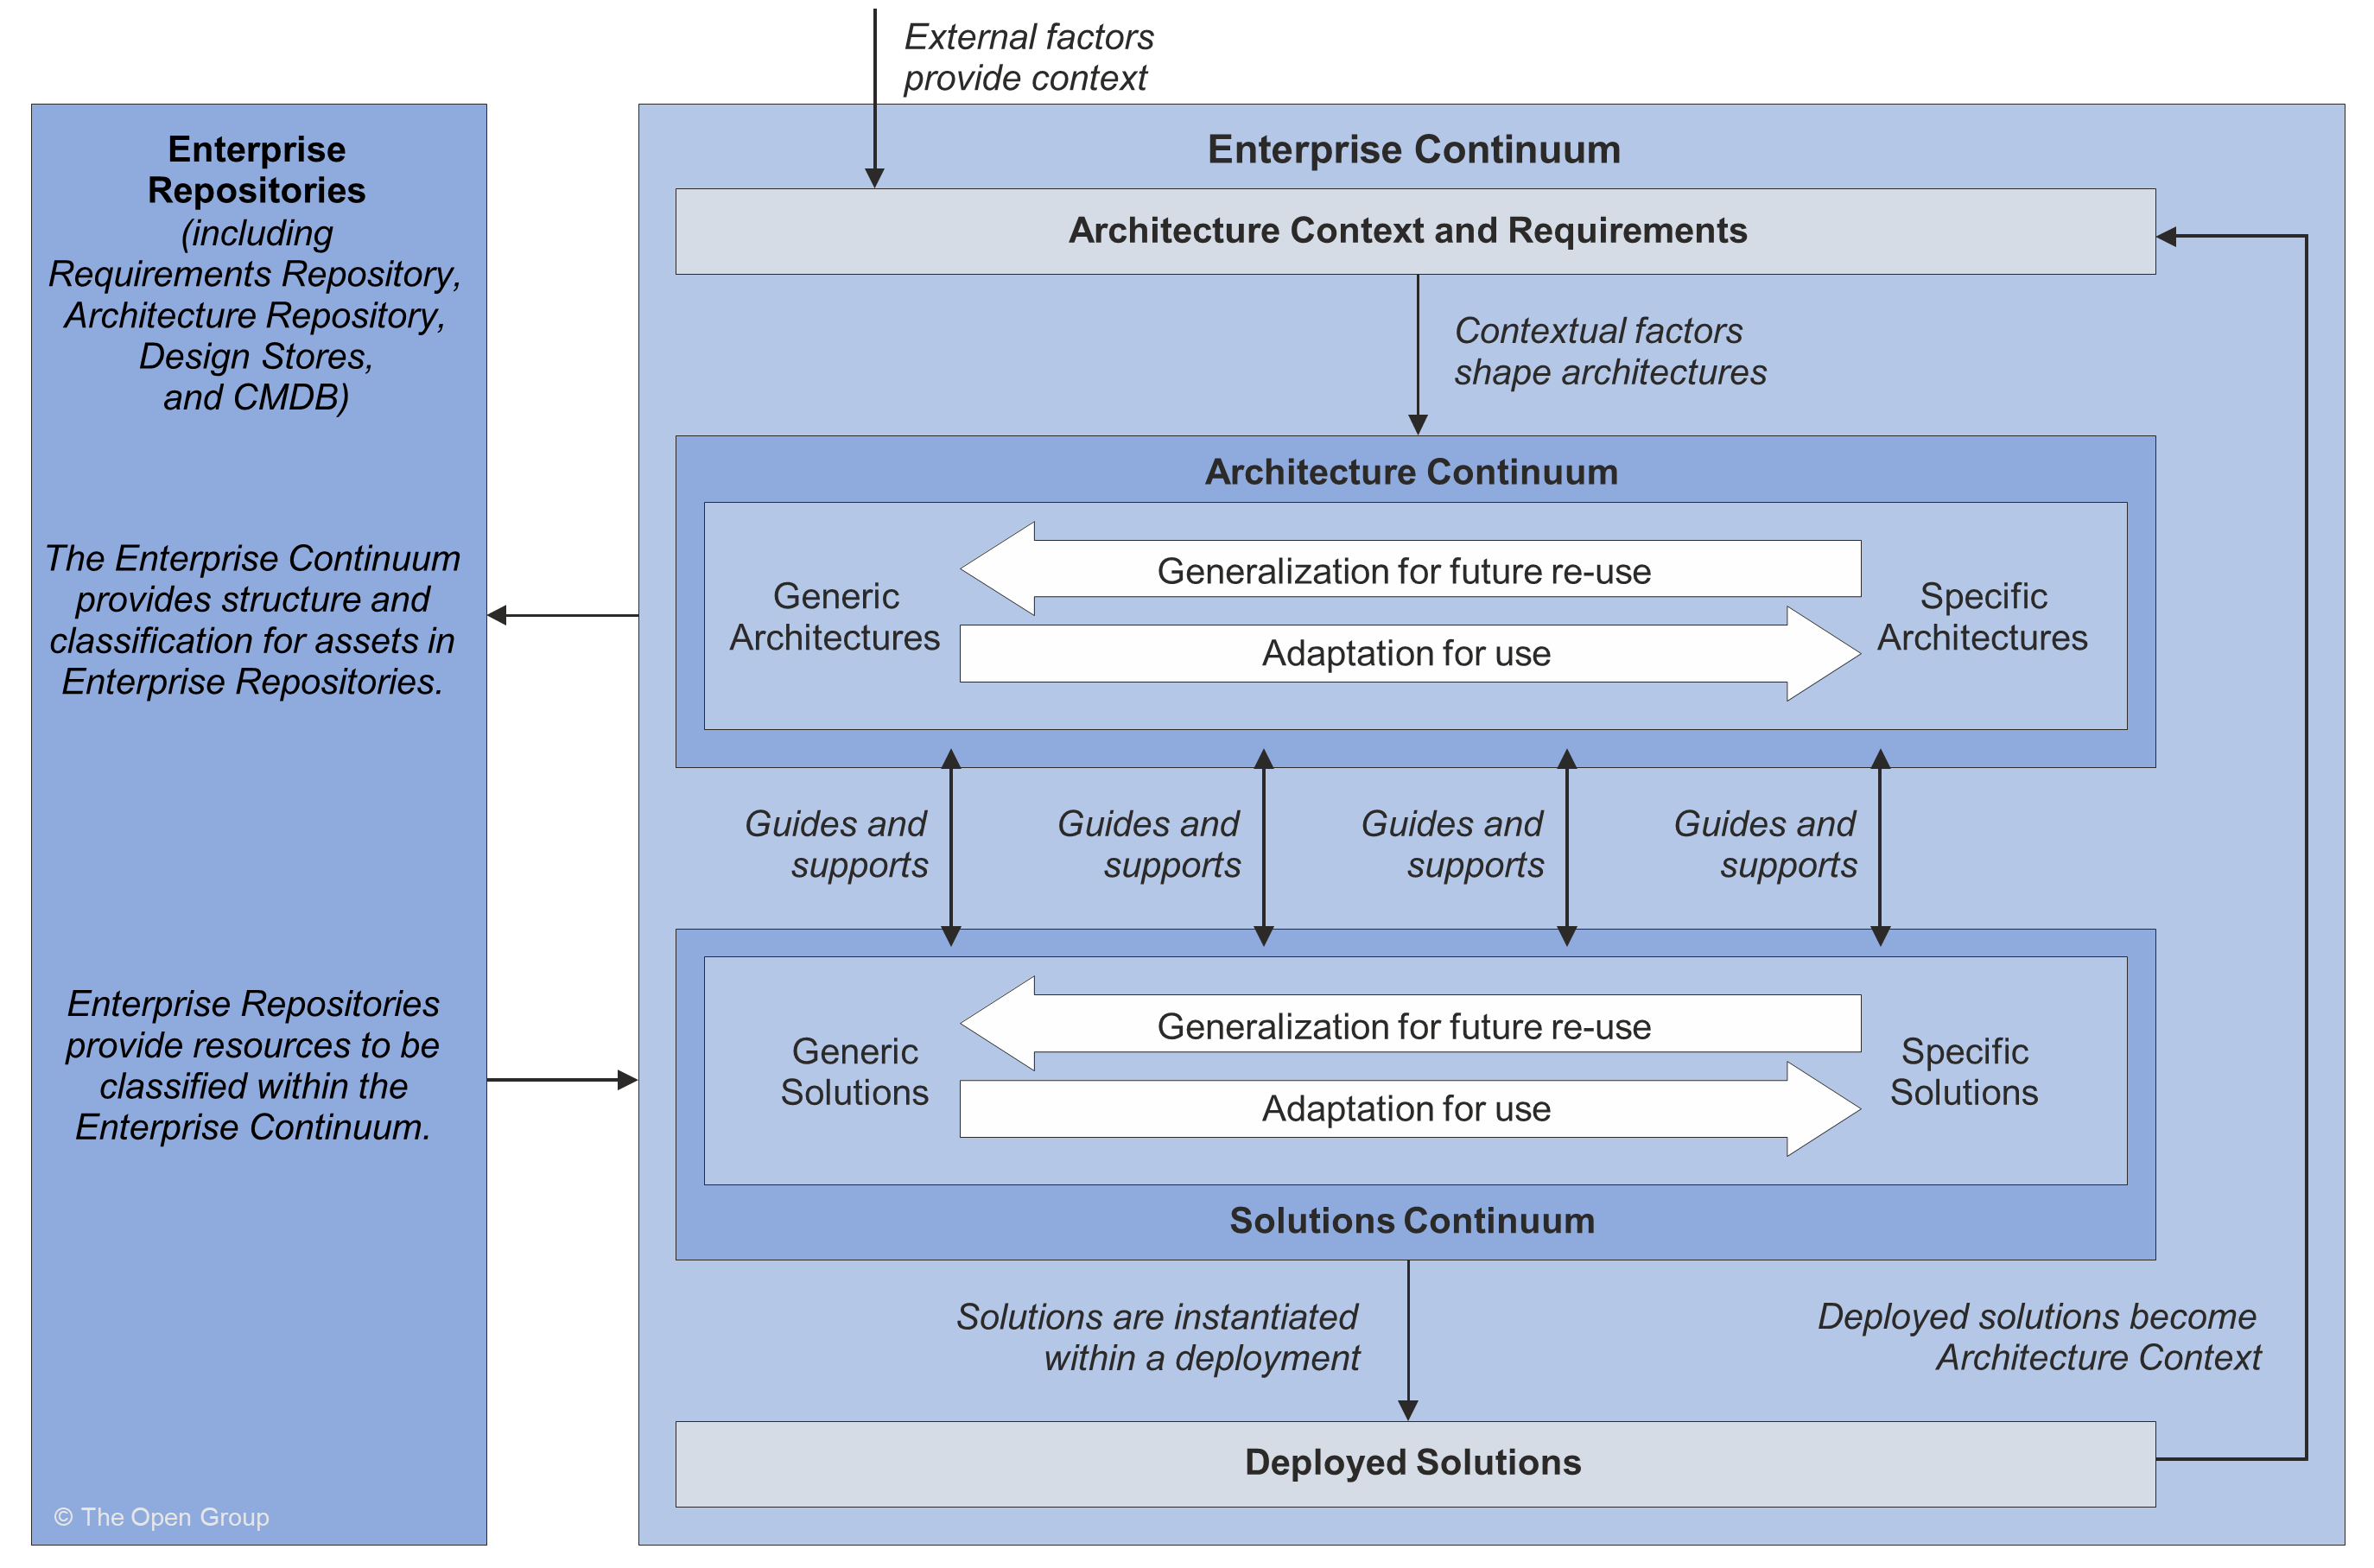 External factors
provide context
Enterprise
Repositories
(including
Requirements Repository,
Architecture Repository,
Design Stores,
and CMDB)
The Enterprise Continuum
provides structure and
classification for assets in
Enterprise Repositories.
Enterprise Repositories
provide resources to be
classified within the
Enterprise Continuum.
© The Open Group
Enterprise Continuum
Architecture Context and Requirements
Contextual factors
shape architectures
Architecture Continuum
Generic
Architectures
Generalization for future re-use
Adaptation for use
Specific
Architectures
Guides and
supports
Guides and
supports
Guides and
supports
Guides and
supports
Generic
Solutions
Generalization for future re-use
Adaptation for use
Specific
Solutions
Solutions Continuum
Solutions are instantiated
within a deployment
Deployed solutions become
Architecture Context
Deployed Solutions